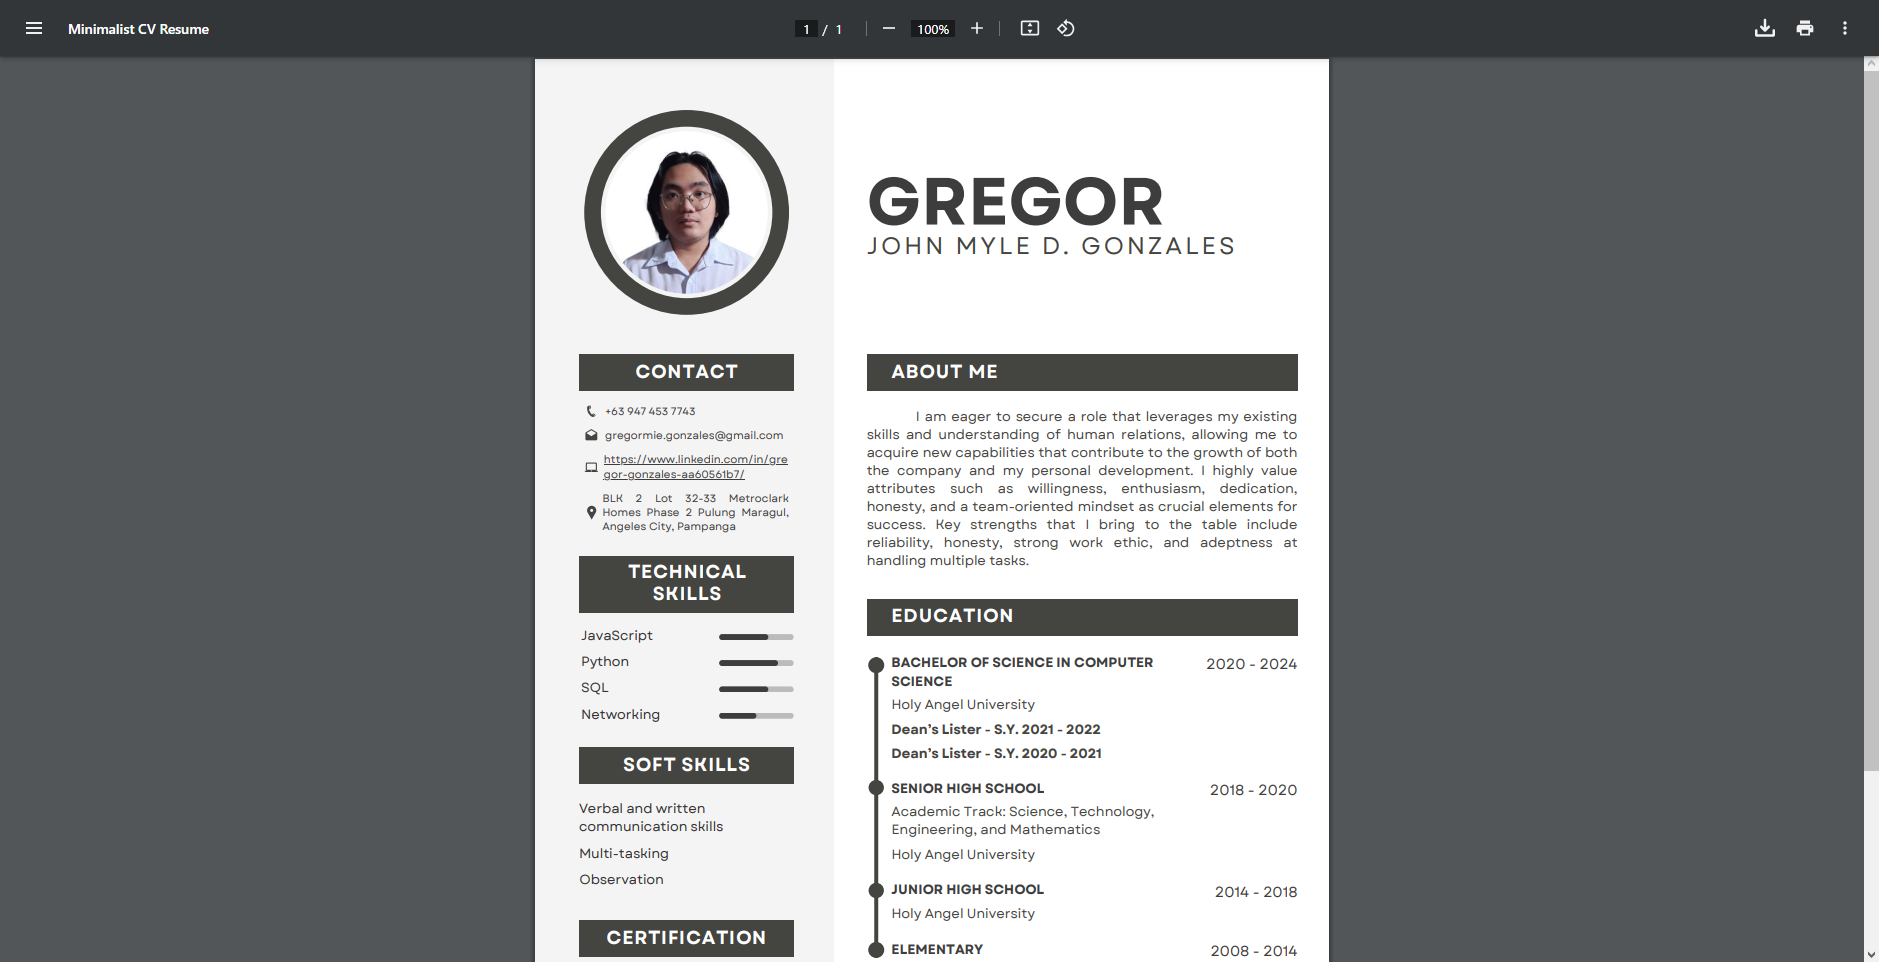 Minimalist CV Resume
1 / 1
100%
GREGOR
JOHN MYLE D. GONZALES
CONTACT
+63 947 453 7743
gregormie.gonzales@gmail.com
https://www.linkedin.com/in/gre
gor-gonzales-aa60561b7/
BLK 2 Lot 32-33 Metroclark
Homes Phase 2 Pulung Maragul,
Angeles City, Pampanga
TECHNICAL
SKILLS
JavaScript
Python
SQL
Networking
SOFT SKILLS
Verbal and written
communication skills
Multi-tasking
Observation
CERTIFICATION
ABOUT ME
I am eager to secure a role that leverages my existing
skills and understanding of human relations, allowing me to
acquire new capabilities that contribute to the growth of both
the company and my personal development. I highly value
attributes such as willingness, enthusiasm, dedication,
honesty, and a team-oriented mindset as crucial elements for
success. Key strengths that I bring to the table include
reliability, honesty, strong work ethic, and adeptness at
handling multiple tasks.
EDUCATION
BACHELOR OF SCIENCE IN COMPUTER
SCIENCE
2020 - 2024
Holy Angel University
Dean’s Lister - S.Y. 2021 - 2022
Dean’s Lister - S.Y. 2020 - 2021
SENIOR HIGH SCHOOL
2018 - 2020
Academic Track: Science, Technology,
Engineering, and Mathematics
Holy Angel University
JUNIOR HIGH SCHOOL
2014 - 2018
Holy Angel University
ELEMENTARY
2008 - 2014